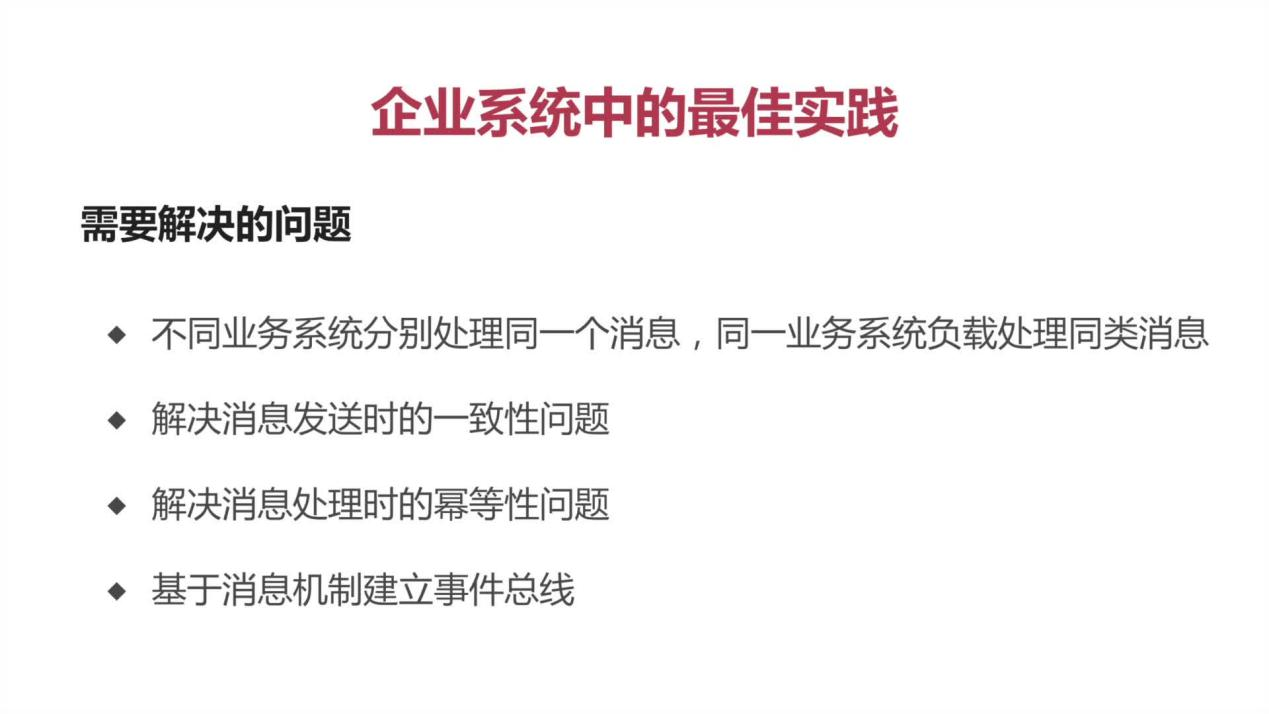 企业系统中的最佳实践
需要解决的问题
◆ 不同业务系统分别处理同一个消息，同一业务系统负载处理同类消息
◆ 解决消息发送时的一致性问题
◆ 解决消息处理时的幂等性问题
◆ 基于消息机制建立事件总线